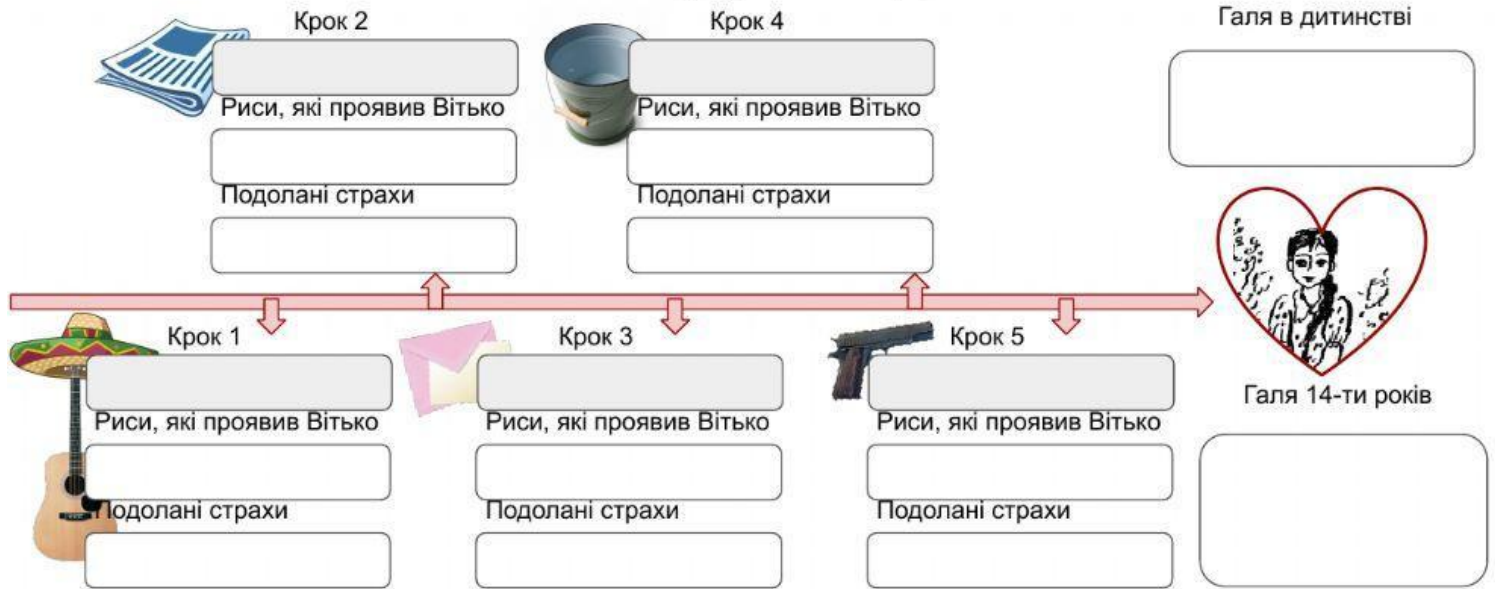 Крок 2
Риси, які проявив Вітько
Подолані страхи
Крок 4
Риси, які проявив Вітько
Подолані страхи
Галя в дитинстві
Крок 1
Риси, які проявив Вітько
Подолані страхи
Крок 3
Риси, які проявив Вітько
Подолані страхи
Крок 5
Риси, які проявив Вітько
Подолані страхи
Галя 14-ти років